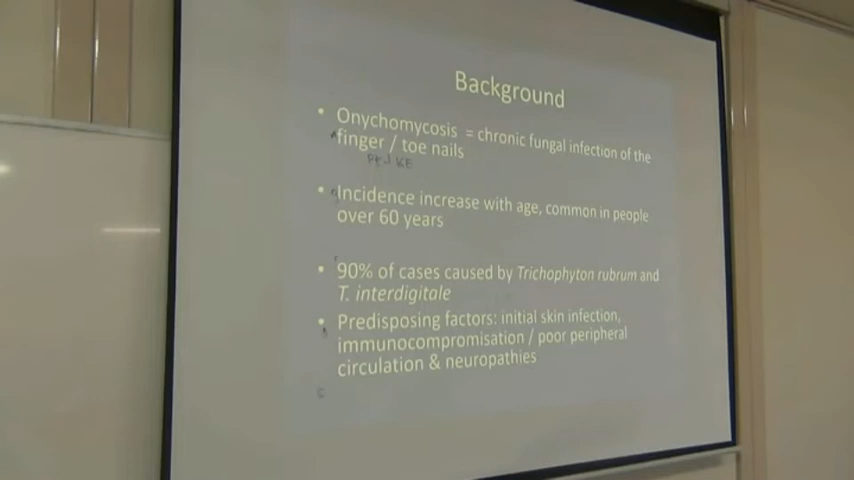 Background
• Onychomycosis = chronic fungal infection of the
finger / toe nails
• Incidence increase with age, common in people
over 60 years
• 90% of cases caused by Trichophyton rubrum and
T. interdigitale
• Predisposing factors: initial skin infection,
immunocompromisation / poor peripheral
circulation & neuropathies